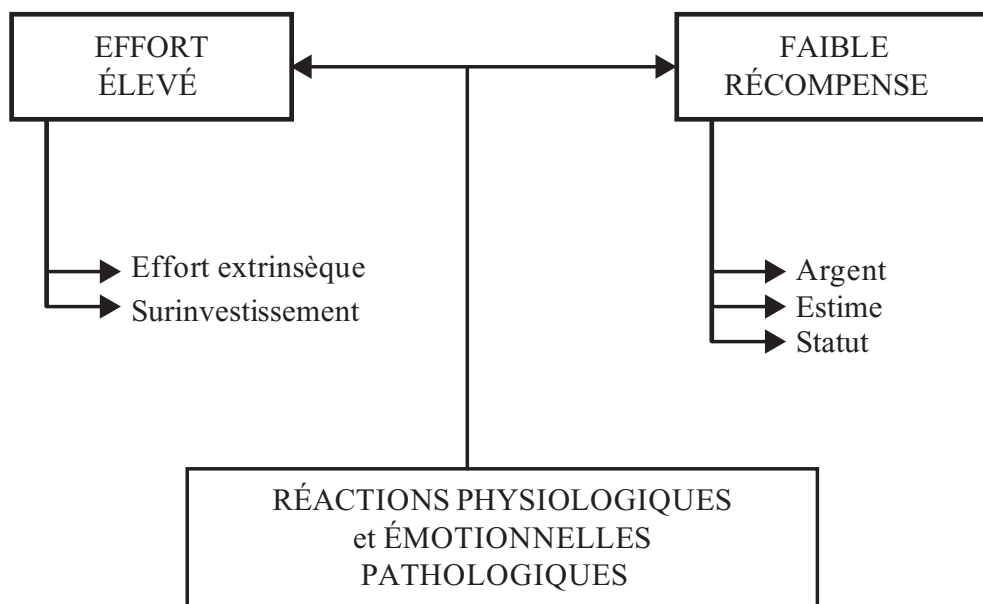 EFFORT
ÉLEVÉ
FAIBLE
RÉCOMPENSE
Effort extrinsèque
Surinvestissement
Argent
Estime
Statut
RÉACTIONS PHYSIOLOGIQUES
et ÉMOTIONNELLES
PATHOLOGIQUES